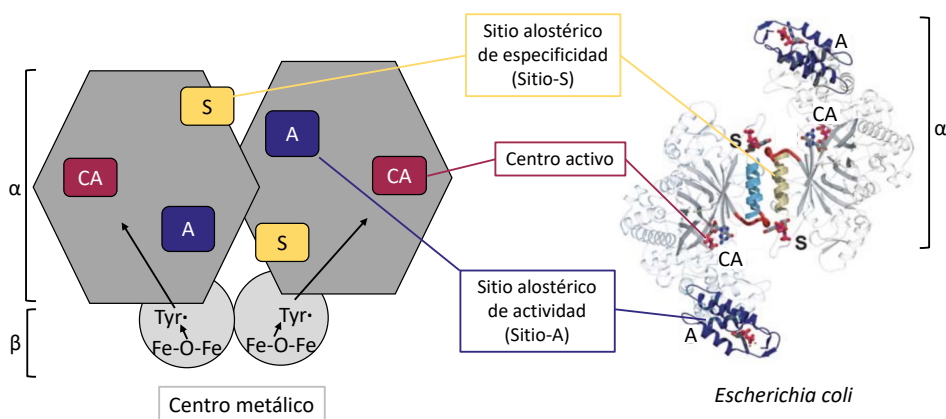 α
β
S
A
CA
CA
A
S
Tyr·
Tyr·
Fe-O-Fe
Fe-O-Fe
Centro metálico
Sitio alostérico
de especificidad
(Sitio-S)
Centro activo
Sitio alostérico
de actividad
(Sitio-A)
A
CA
S
S
CA
A
α
Escherichia coli